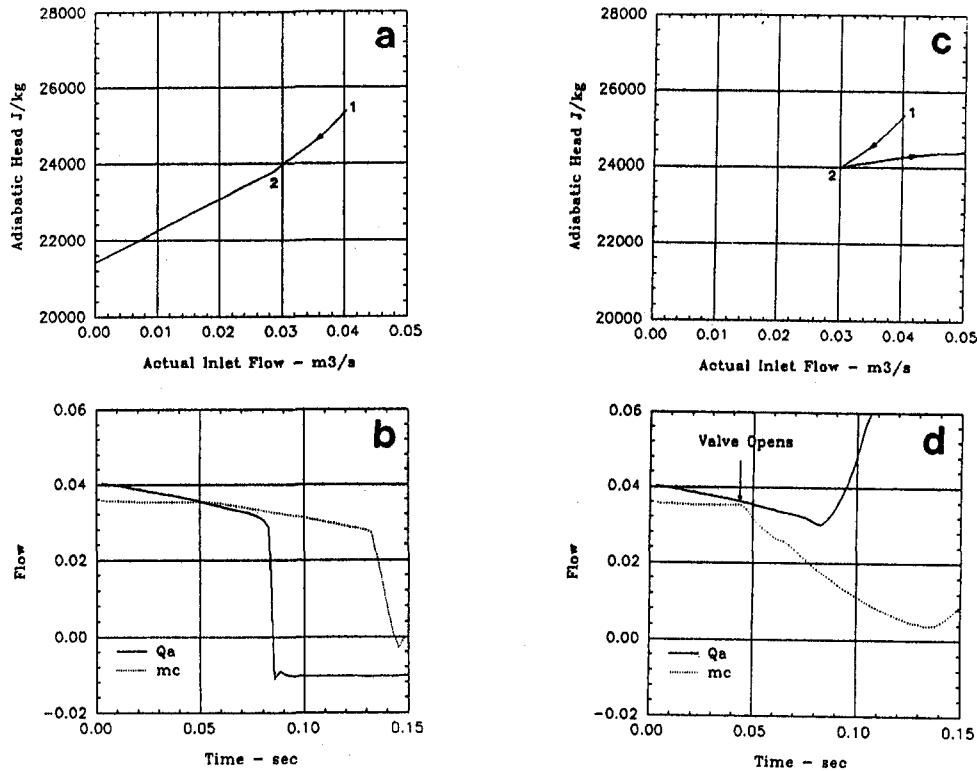 a
28000
26000
24000
22000
20000
Adiabatic Head J/kg
1
2
0.00 0.01 0.02 0.03 0.04 0.05
Actual Inlet Flow - m3/s
c
28000
26000
24000
22000
20000
Adiabatic Head J/kg
1
2
0.00 0.01 0.02 0.03 0.04 0.05
Actual Inlet Flow - m3/s
b
0.06
0.04
0.02
0.00
-0.02
Flow
Qa
mc
0.00 0.05 0.10 0.15
Time - sec
d
0.06
0.04
0.02
0.00
-0.02
Flow
Valve Opens
Qa
mc
0.00 0.05 0.10 0.15
Time - sec